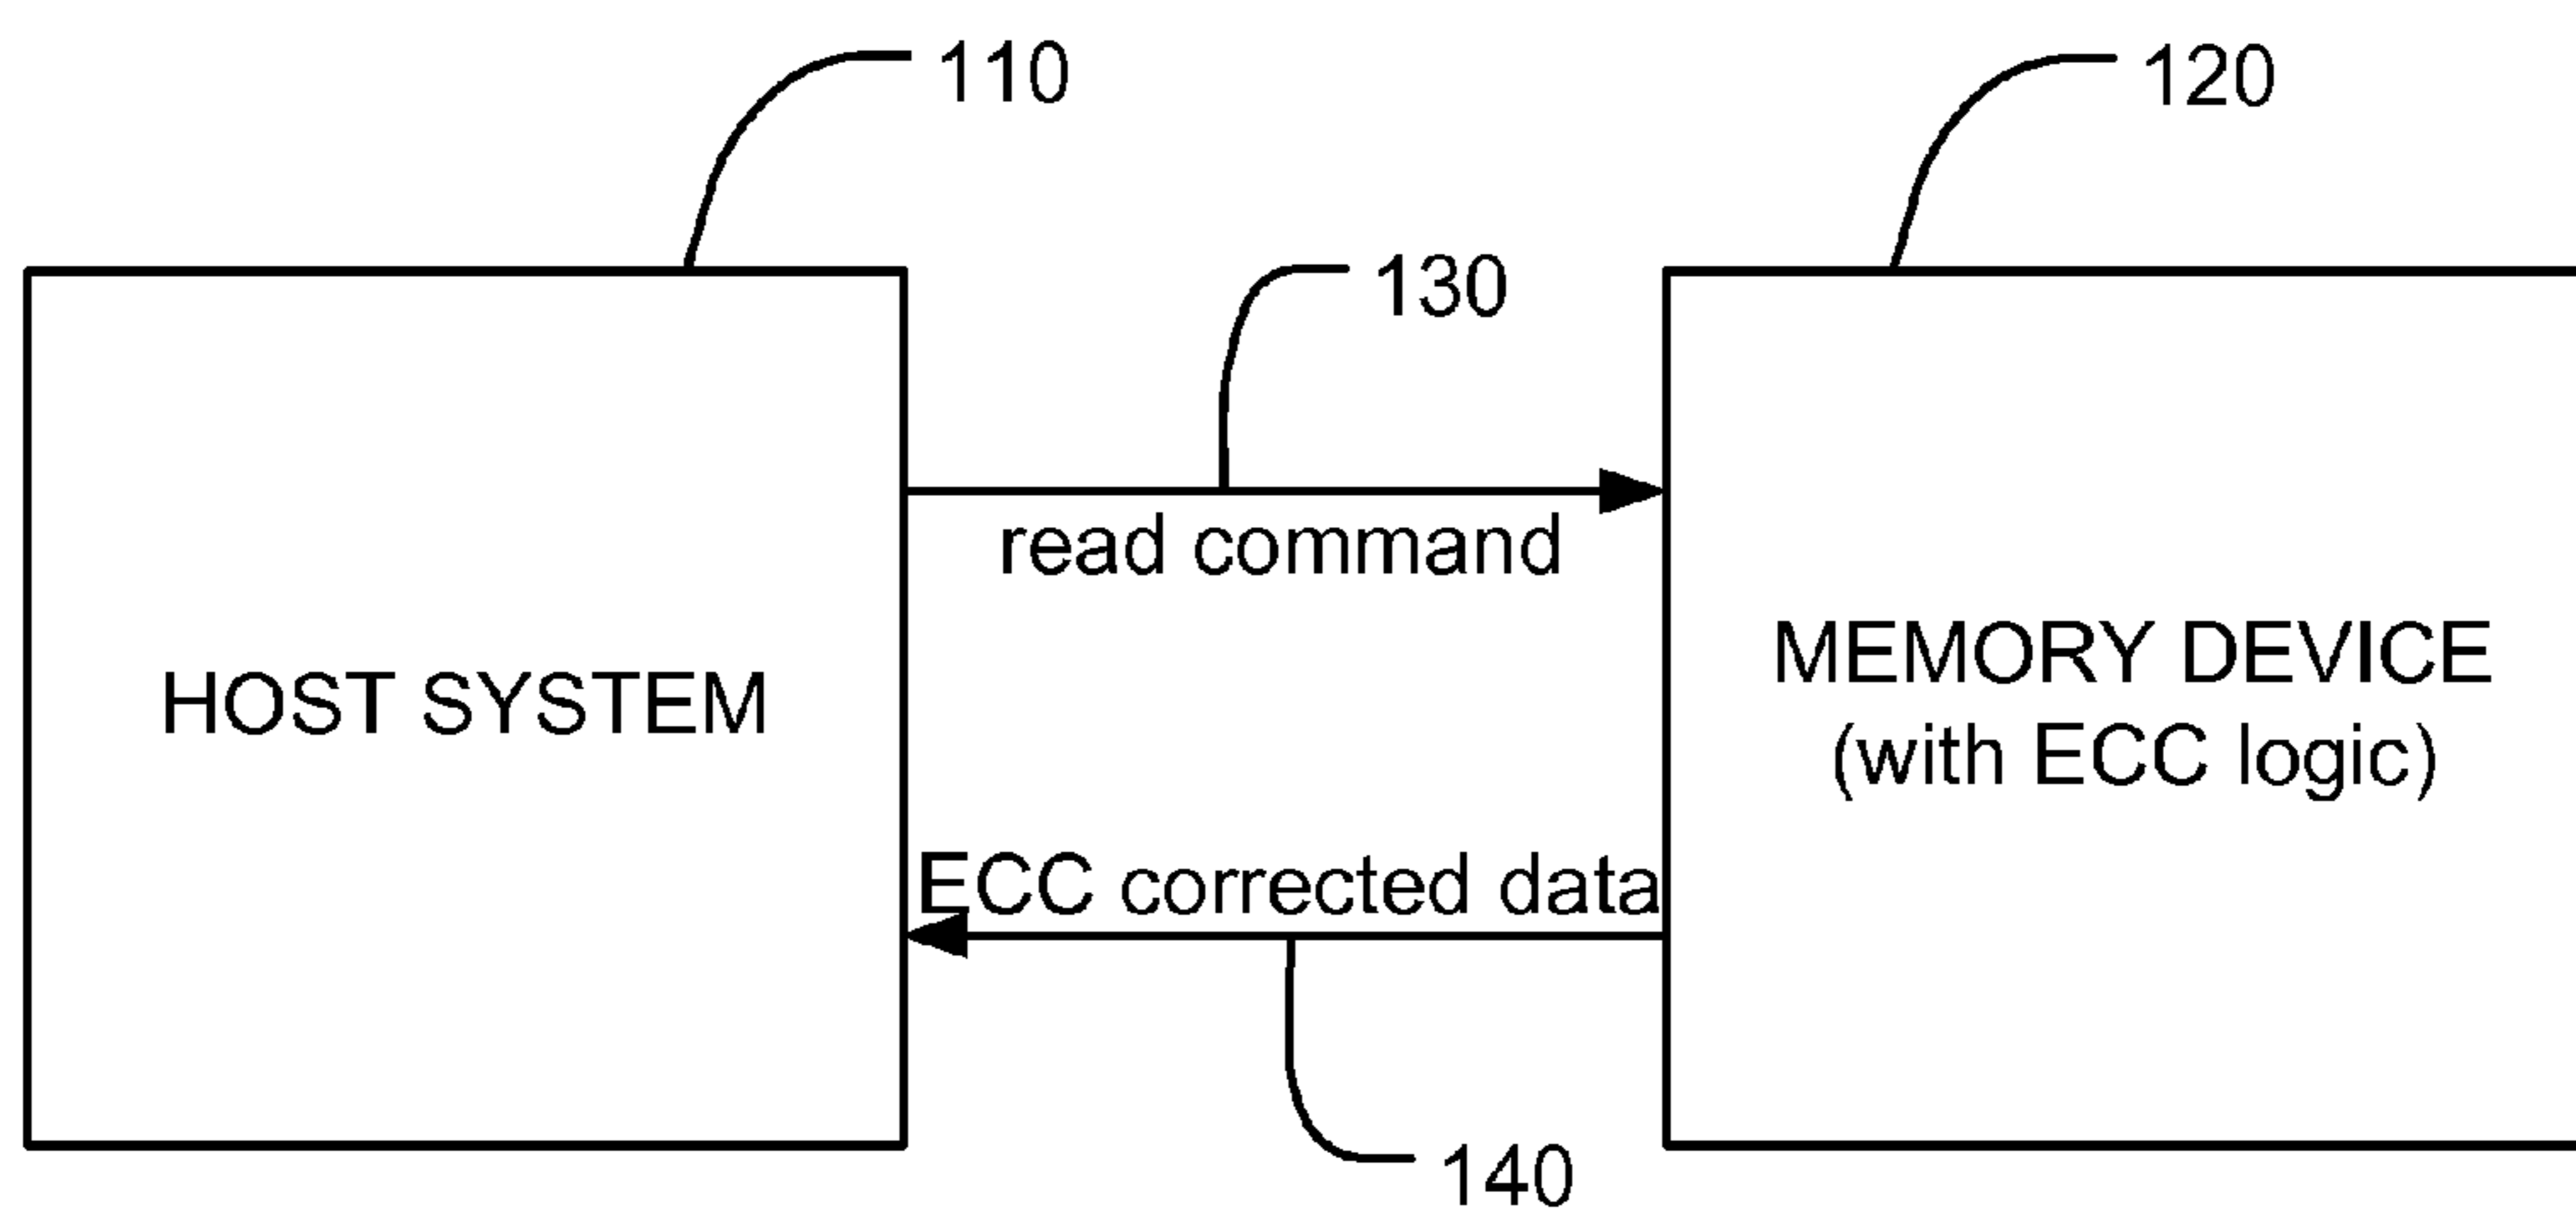 110
120
130
read command
HOST SYSTEM
MEMORY DEVICE
(with ECC logic)
ECC corrected data
140